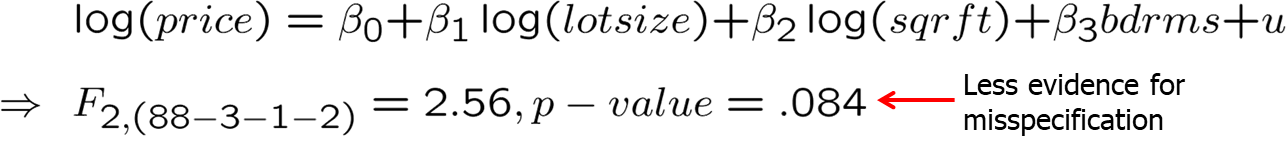 log(price) = β₀+β₁ log(lotsize)+β₂ log(sqrft)+β₃bdrms+u
⇒ F₂,₍₈₈₋₃₋₁₋₂₎ = 2.56, p − value = .084 Less evidence for
misspecification